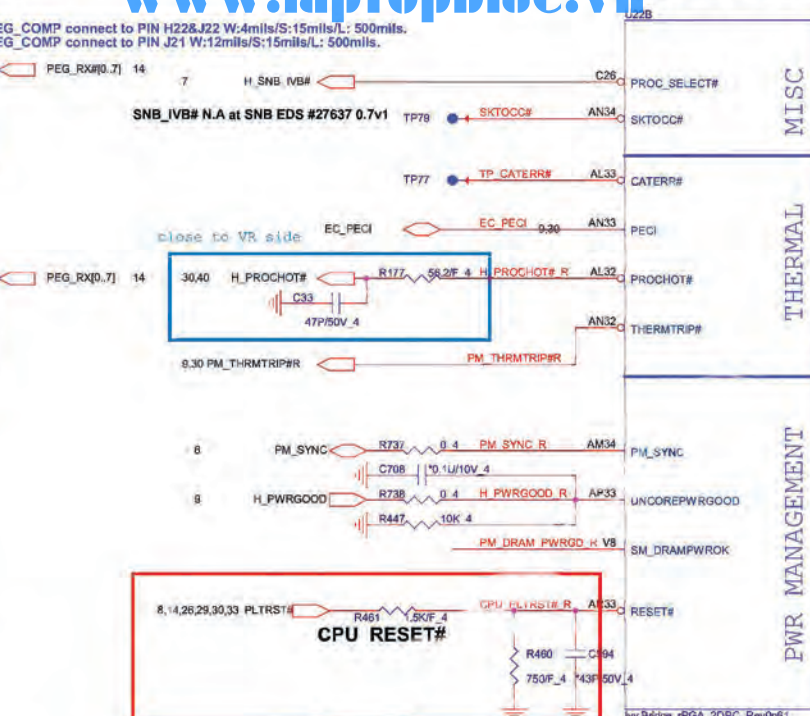 www.laptopblue.vn
EG_COMP connect to PIN H22&J22 W:4mils/S:15mils/L: 500mils.
EG_COMP connect to PIN J21 W:12mils/S:15mils/L: 500mils.
U22B
PEG_RX#[0..7] 14
7 H_SNB_IVB# C26 PROC_SELECT#
SNB_IVB# N.A at SNB EDS #27637 0.7v1 TP79 SKTOCC# AN34 SKTOCC#
MISC
TP77 TP_CATERR# AL33 CATERR#
close to VR side
EC_PECI EC_PECI 9,30 AN33 PECI
PEG_RX[0..7] 14
30,40 H_PROCHOT# R177 56.2/F_4 H_PROCHOT#_R AL32 PROCHOT#
C33
47P/50V_4
THERMAL
AN32 THERMTRIP#
9,30 PM_THRMTRIP#R PM_THRMTRIP#R
8 PM_SYNC R737 0_4 PM_SYNC_R AM34 PM_SYNC
C708 *0.1U/10V_4
9 H_PWRGOOD R738 0_4 H_PWRGOOD_R AP33 UNCOREPWRGOOD
R447 10K_4
PM_DRAM_PWRGD_R V8 SM_DRAMPWROK
PWR MANAGEMENT
8,14,26,29,30,33 PLTRST# R461 1.5K/F_4 CPU_PLTRST#_R AR33 RESET#
CPU RESET#
R460
750/F_4
C594
*43P/50V_4
rPGA_2DPC_Rev0p61